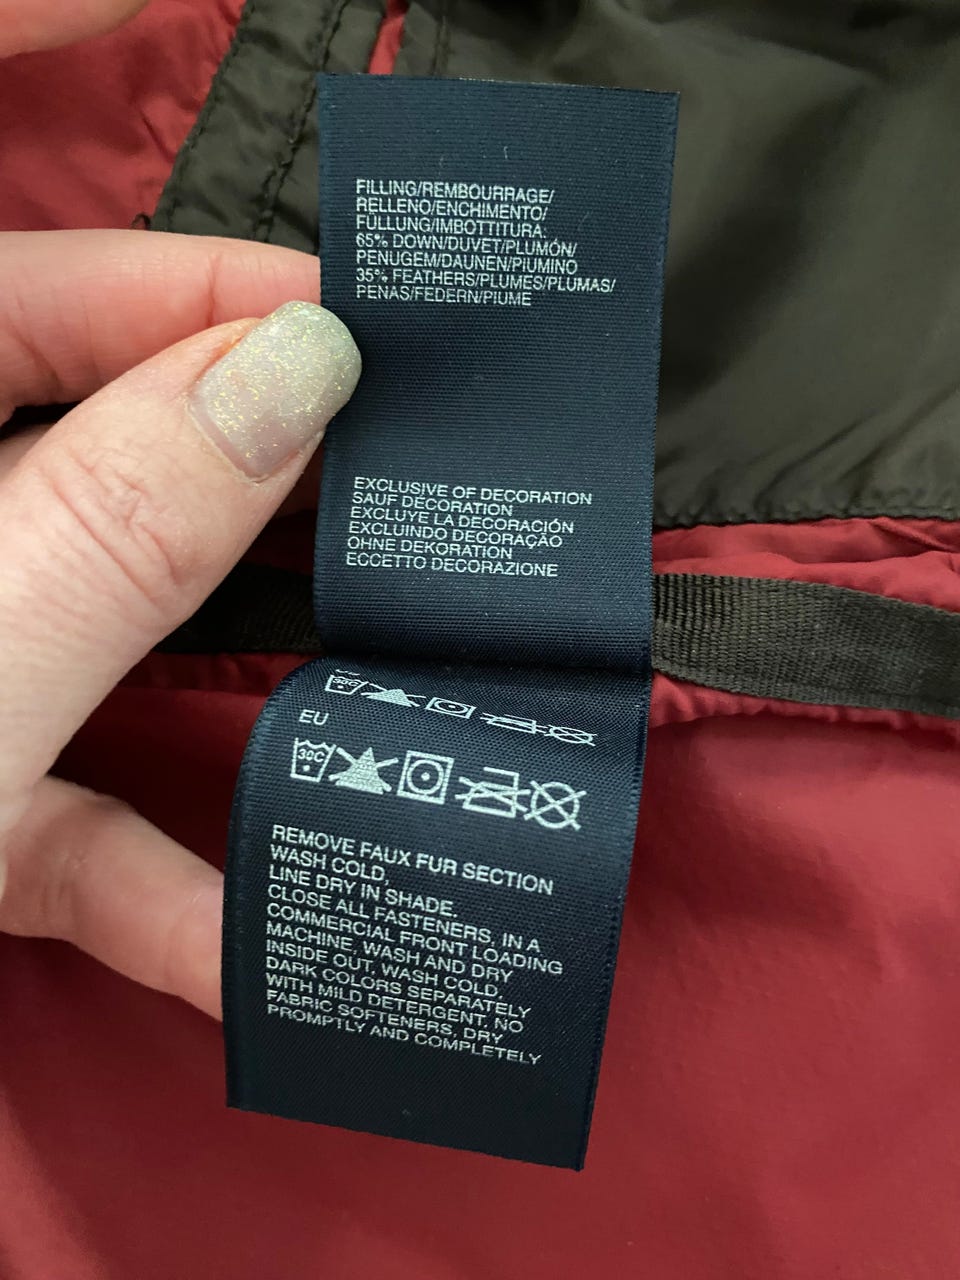 FILLING/REMBOURRAGE/
RELLENO/ENCHIMENTO/
FÜLLUNG/IMBOTTITURA:
65% DOWN/DUVET/PLUMÓN/
PENUGEM/DAUNEN/PIUMINO
35% FEATHERS/PLUMES/PLUMAS/
PENAS/FEDERN/PIUME
EXCLUSIVE OF DECORATION
SAUF DECORATION
EXCLUYE LA DECORACIÓN
EXCLUINDO DECORAÇAO
OHNE DEKORATION
ECCETTO DECORAZIONE
30C
EU
30C
REMOVE FAUX FUR SECTION
WASH COLD,
LINE DRY IN SHADE.
CLOSE ALL FASTENERS, IN A
COMMERCIAL FRONT LOADING
MACHINE, WASH AND DRY
INSIDE OUT, WASH COLD.
DARK COLORS SEPARATELY
WITH MILD DETERGENT. NO
FABRIC SOFTENERS, DRY
PROMPTLY AND COMPLETELY